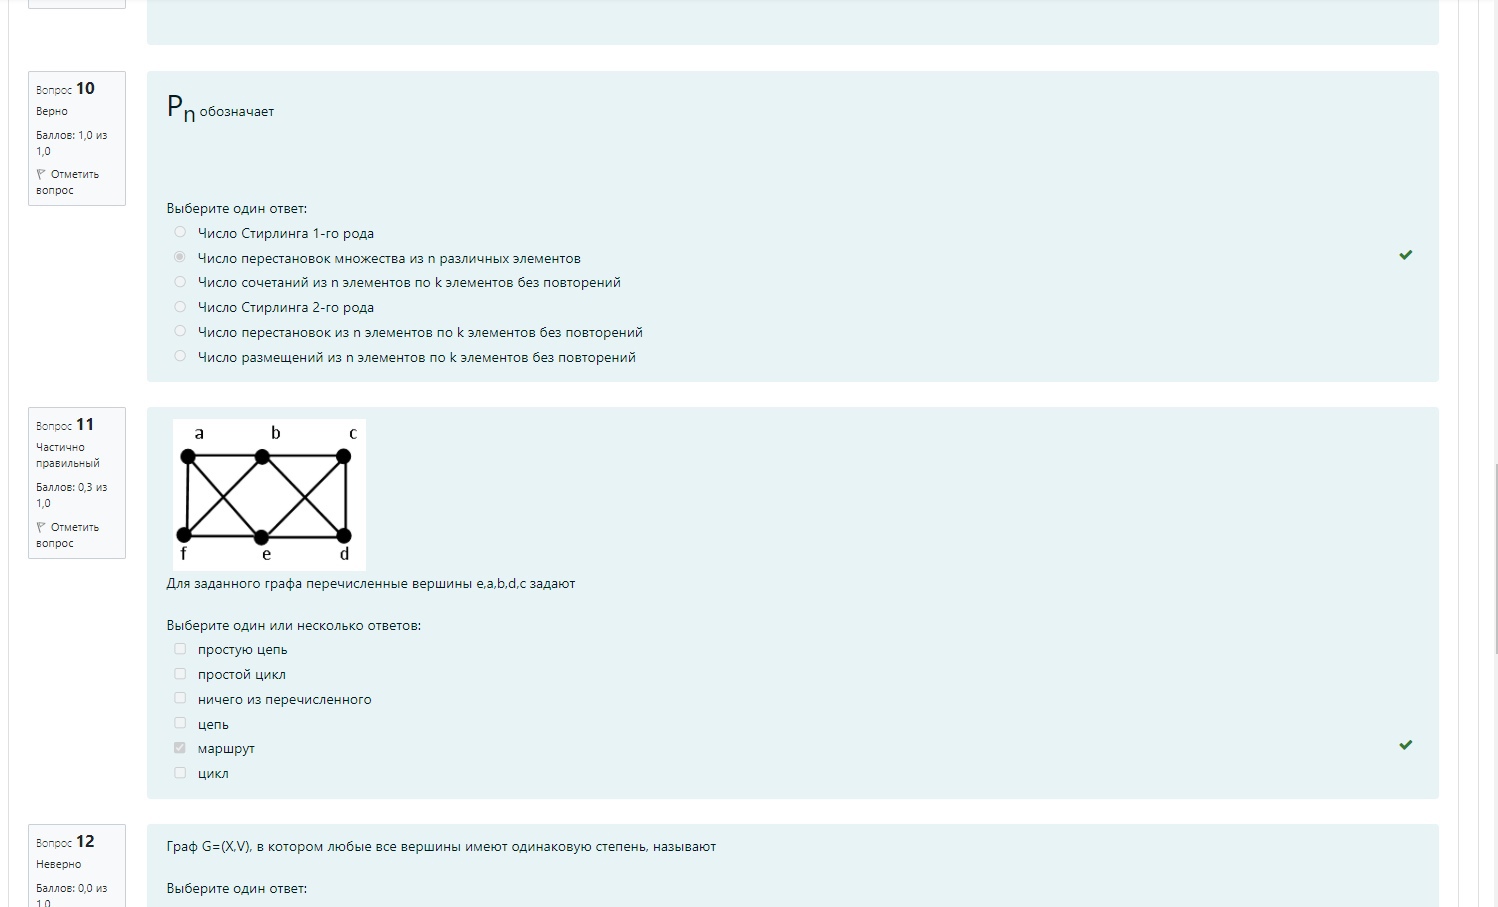 Вопрос 10
Верно
Баллов: 1,0 из
1,0
Отметить
вопрос
Pn обозначает
Выберите один ответ:
Число Стирлинга 1-го рода
Число перестановок множества из n различных элементов
Число сочетаний из n элементов по k элементов без повторений
Число Стирлинга 2-го рода
Число перестановок из n элементов по k элементов без повторений
Число размещений из n элементов по k элементов без повторений
Вопрос 11
Частично
правильный
Баллов: 0,3 из
1,0
Отметить
вопрос
a b c
f e d
Для заданного графа перечисленные вершины e,a,b,d,c задают
Выберите один или несколько ответов:
простую цепь
простой цикл
ничего из перечисленного
цепь
маршрут
цикл
Вопрос 12
Неверно
Баллов: 0,0 из
1,0
Граф G=(X,V), в котором любые все вершины имеют одинаковую степень, называют
Выберите один ответ: